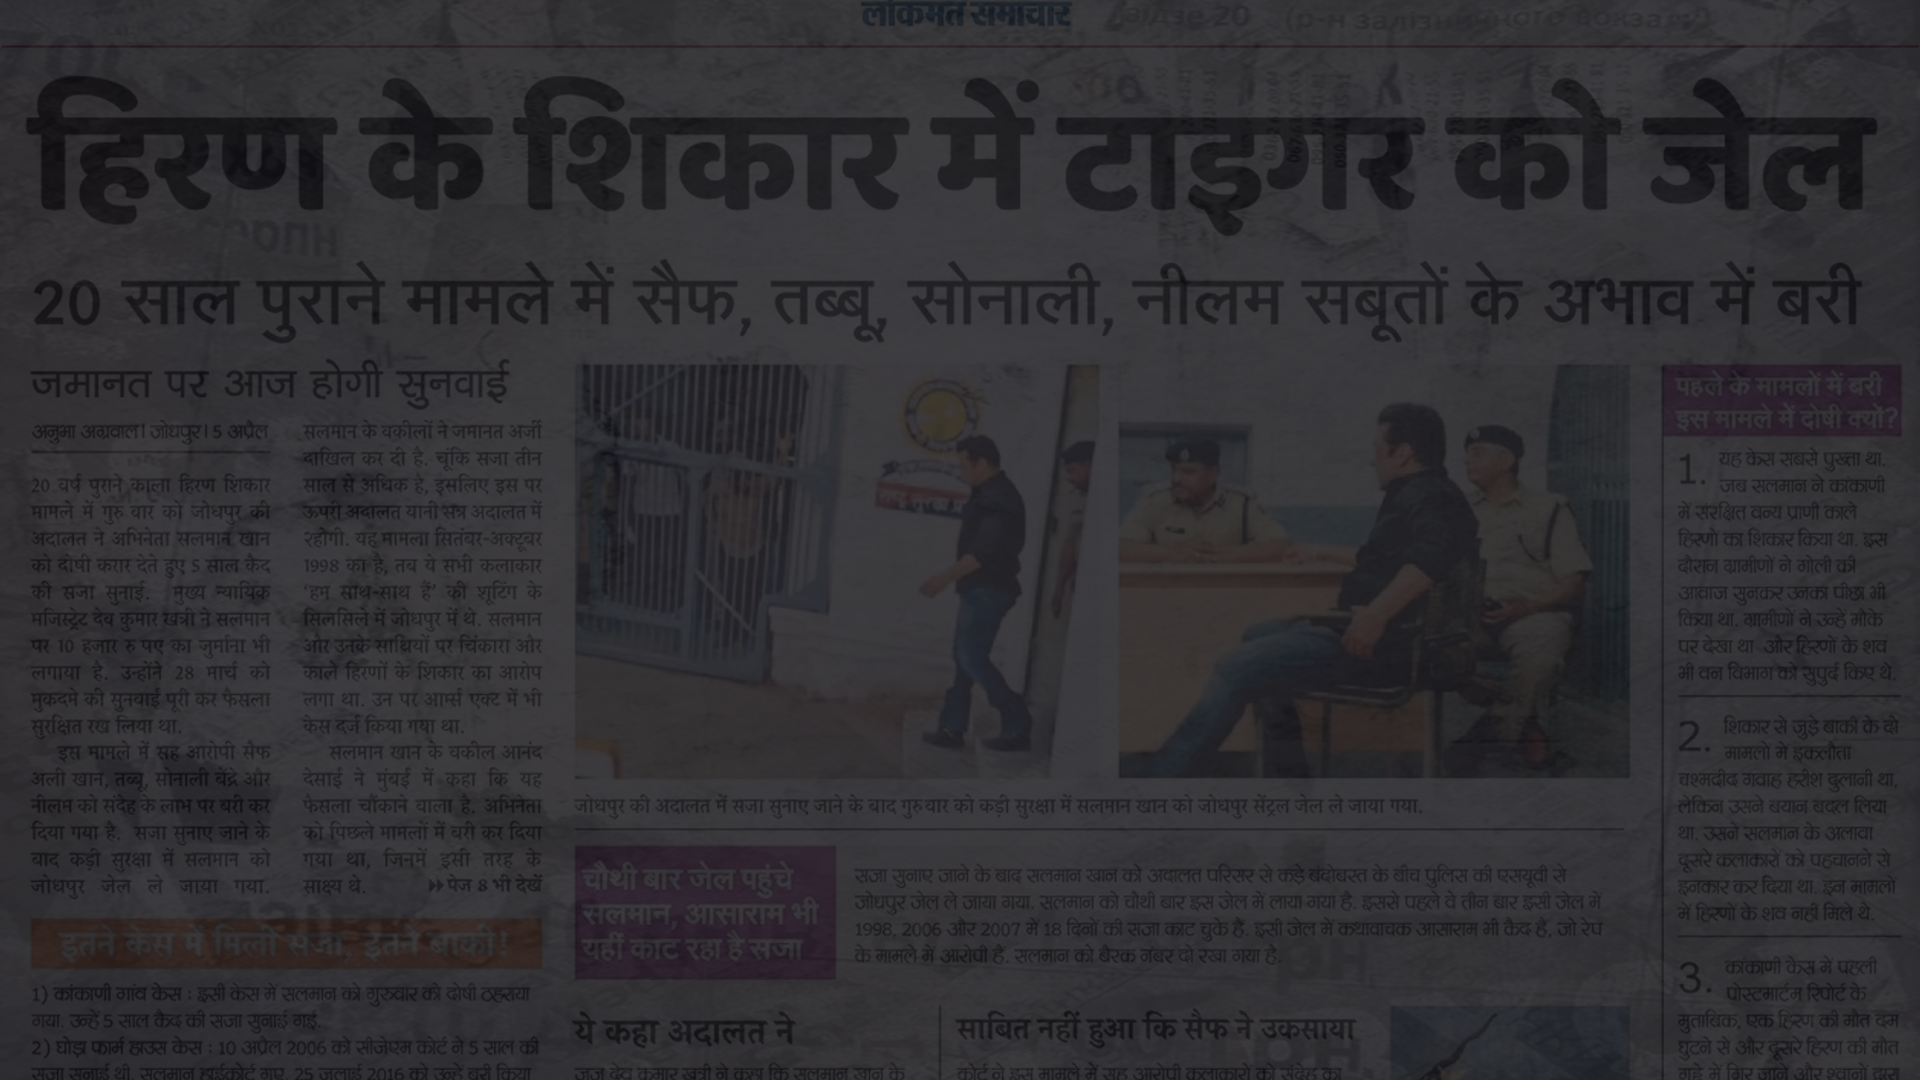 लोकमत समाचार
हिरण के शिकार में टाइगर को जेल
20 साल पुराने मामले में सैफ, तब्बू, सोनाली, नीलम सबूतों के अभाव में बरी
जमानत पर आज होगी सुनवाई
अनुभा अग्रवाल। जोधपुर। 5 अप्रैल
20 वर्ष पुराने काला हिरण शिकार
मामले में गुरु वार को जोधपुर की
अदालत ने अभिनेता सलमान खान
को दोषी करार देते हुए 5 साल कैद
की सजा सुनाई. मुख्य न्यायिक
मजिस्ट्रेट देव कुमार खत्री ने सलमान
पर 10 हजार रु पए का जुर्माना भी
लगाया है. उन्होंने 28 मार्च को
मुकदमे की सुनवाई पूरी कर फैसला
सुरक्षित रख लिया था.
इस मामले में सह आरोपी सैफ
अली खान, तब्बू, सोनाली बेंद्रे और
नीलम को संदेह के लाभ पर बरी कर
दिया गया है. सजा सुनाए जाने के
बाद कड़ी सुरक्षा में सलमान को
जोधपुर जेल ले जाया गया.
सलमान के वकीलों ने जमानत अर्जी
दाखिल कर दी है. चूंकि सजा तीन
साल से अधिक है, इसलिए इस पर
ऊपरी अदालत यानी सत्र अदालत में
रहौगी. यह मामला सितंबर-अक्टूबर
1998 का है, तब ये सभी कलाकार
‘हम साथ-साथ हैं’ की शूटिंग के
सिलसिले में जोधपुर में थे. सलमान
और उनके साथियों पर चिंकारा और
काले हिरणों के शिकार का आरोप
लगा था. उन पर आर्म्स एक्ट में भी
केस दर्ज किया गया था.
सलमान खान के वकील आनंद
देसाई ने मुंबई में कहा कि यह
फैसला चौंकाने वाला है. अभिनेता
को पिछले मामलों में बरी कर दिया
गया था, जिनमें इसी तरह के
साक्ष्य थे. पेज 8 भी देखें
इतने केस में मिली सजा, इतने बाकी!
1) कांकाणी गांव केस : इसी केस में सलमान को गुरुवार को दोषी ठहराया
गया. उन्हें 5 साल कैद की सजा सुनाई गई.
2) घोड़ा फार्म हाउस केस : 10 अप्रैल 2006 को सीजेएम कोर्ट ने 5 साल की
सजा सुनाई थी. सलमान हाईकोर्ट गए. 25 जुलाई 2016 को उन्हें बरी किया
जोधपुर की अदालत में सजा सुनाए जाने के बाद गुरुवार को कड़ी सुरक्षा में सलमान खान को जोधपुर सेंट्रल जेल ले जाया गया.
चौथी बार जेल पहुंचे
सलमान, आसाराम भी
यहीं काट रहा है सजा
सजा सुनाए जाने के बाद सलमान खान को अदालत परिसर से कड़े बंदोबस्त के बीच पुलिस की एसयूवी से
जोधपुर जेल ले जाया गया. सलमान को चौथी बार इस जेल में लाया गया है. इससे पहले वे तीन बार इसी जेल में
1998, 2006 और 2007 में 18 दिनों की सजा काट चुके हैं. इसी जेल में कथावाचक आसाराम भी कैद है, जो रेप
के मामले में आरोपी हैं. सलमान को बैरक नंबर दो रखा गया है.
ये कहा अदालत ने
जज देव कुमार खत्री ने कहा कि सलमान खान के
साबित नहीं हुआ कि सैफ ने उकसाया
कोर्ट ने इस मामले में सह आरोपी कलाकारों को संदेह का
पहले के मामलों में बरी
इस मामले में दोषी क्यों?
1. यह केस सबसे पुख्ता था.
जब सलमान ने कांकाणी
में संरक्षित वन्य प्राणी काले
हिरणों का शिकार किया था. इस
दौरान ग्रामीणों ने गोली की
आवाज सुनकर उनका पीछा भी
किया था. ग्रामीणों ने उन्हें मौके
पर देखा था और हिरणों के शव
भी वन विभाग को सुपुर्द किए थे.
2. शिकार से जुड़े बाकी के दो
मामलों में इकलौता
चश्मदीद गवाह हरीश दुलानी था,
लेकिन उसने बयान बदल लिया
था. उसने सलमान के अलावा
दूसरे कलाकारों को पहचानने से
इनकार कर दिया था. इन मामलों
में हिरणों के शव नहीं मिले थे.
3. कांकाणी केस में पहली
पोस्टमार्टम रिपोर्ट के
मुताबिक, एक हिरण की मौत दम
घुटने से और दूसरे हिरण की मौत
गड्ढे में गिर जाने और श्वानों द्वारा